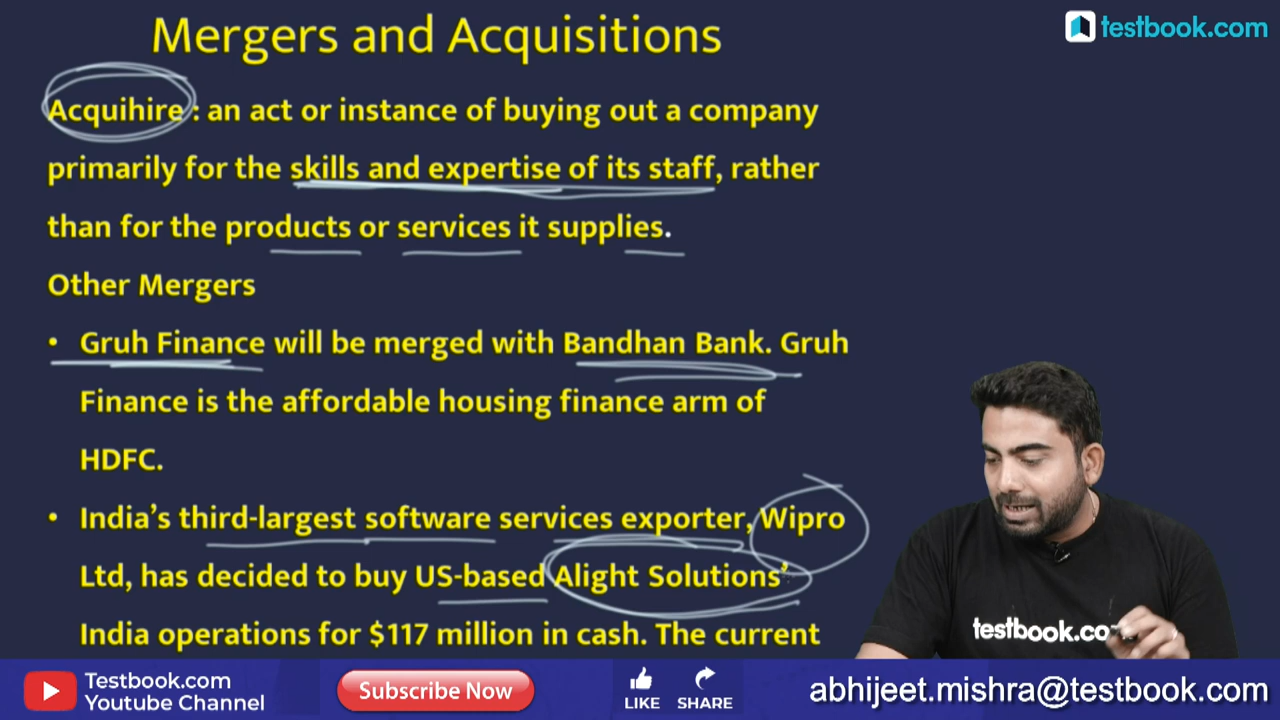 Mergers and Acquisitions
testbook.com
Acquihire : an act or instance of buying out a company
primarily for the skills and expertise of its staff, rather
than for the products or services it supplies.
Other Mergers
• Gruh Finance will be merged with Bandhan Bank. Gruh
Finance is the affordable housing finance arm of
HDFC.
• India's third-largest software services exporter, Wipro
Ltd, has decided to buy US-based Alight Solutions'
India operations for $117 million in cash. The current
testbook.co
Testbook.com
Youtube Channel
Subscribe Now
LIKE
SHARE
abhijeet.mishra@testbook.com